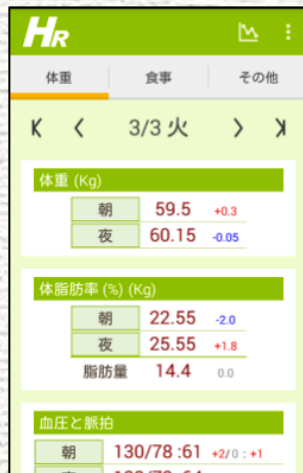 HR
体重 食事 その他
3/3 火
体重 (Kg)
朝 59.5 +0.3
夜 60.15 -0.05
体脂肪率 (%) (Kg)
朝 22.55 -2.0
夜 25.55 +1.8
脂肪量 14.4 0.0
血圧と脈拍
朝 130/78 :61 +2/0 : +1